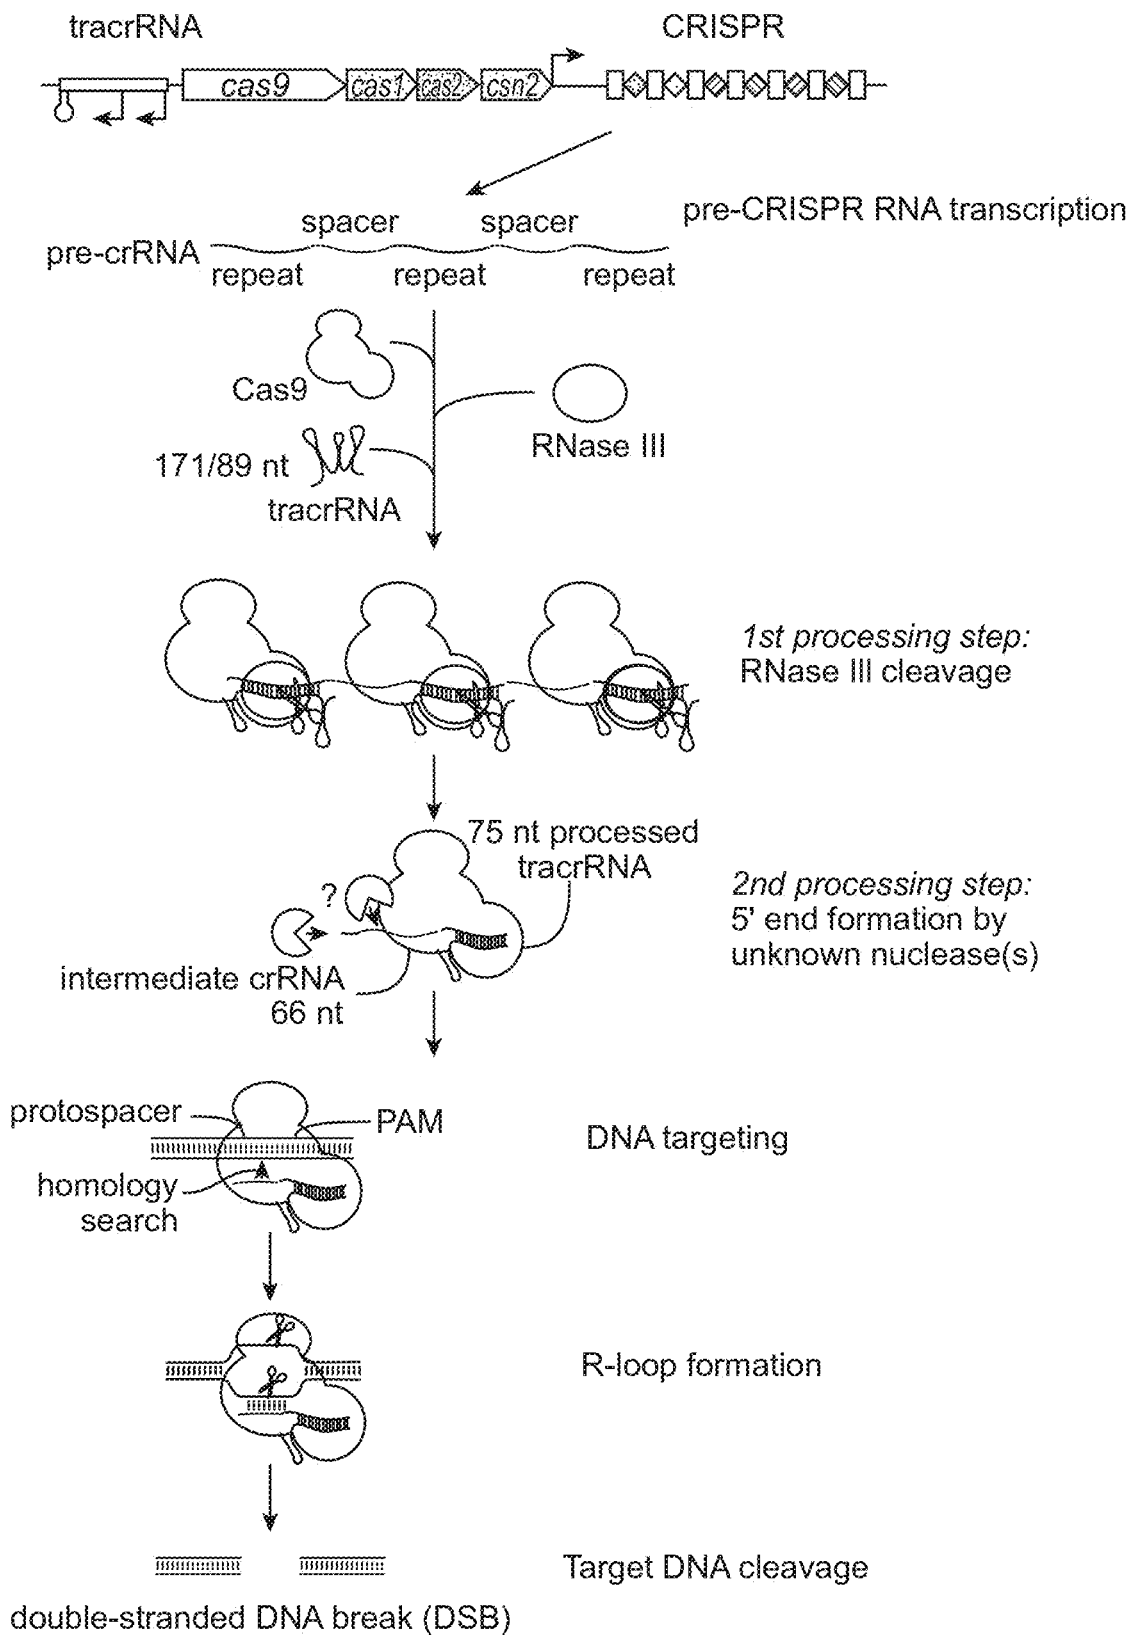 tracrRNA
CRISPR
cas9
cas1
cas2
csn2
pre-CRISPR RNA transcription
spacer
spacer
pre-crRNA
repeat
repeat
repeat
Cas9
RNase III
171/89 nt
tracrRNA
1st processing step:
RNase III cleavage
75 nt processed
tracrRNA
?
2nd processing step:
5' end formation by
unknown nuclease(s)
intermediate crRNA
66 nt
protospacer
PAM
DNA targeting
homology
search
R-loop formation
Target DNA cleavage
double-stranded DNA break (DSB)